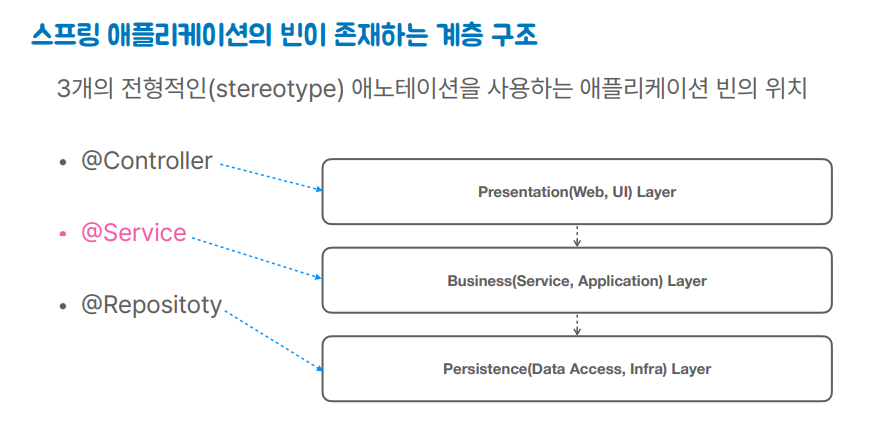 스프링 애플리케이션의 빈이 존재하는 계층 구조
3개의 전형적인(stereotype) 애노테이션을 사용하는 애플리케이션 빈의 위치
• @Controller
Presentation(Web, UI) Layer
• @Service
Business(Service, Application) Layer
• @Repositoty
Persistence(Data Access, Infra) Layer